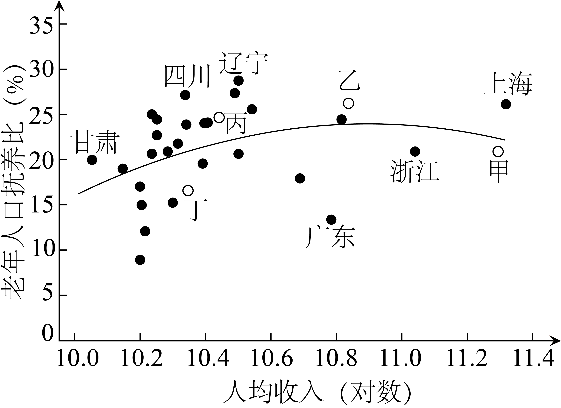 老年人口抚养比（%）
35
30
25
20
15
10
5
0
辽宁
四川
乙
上海
丙
甘肃
浙江
甲
丁
广东
10.0 10.2 10.4 10.6 10.8 11.0 11.2 11.4
人均收入（对数）